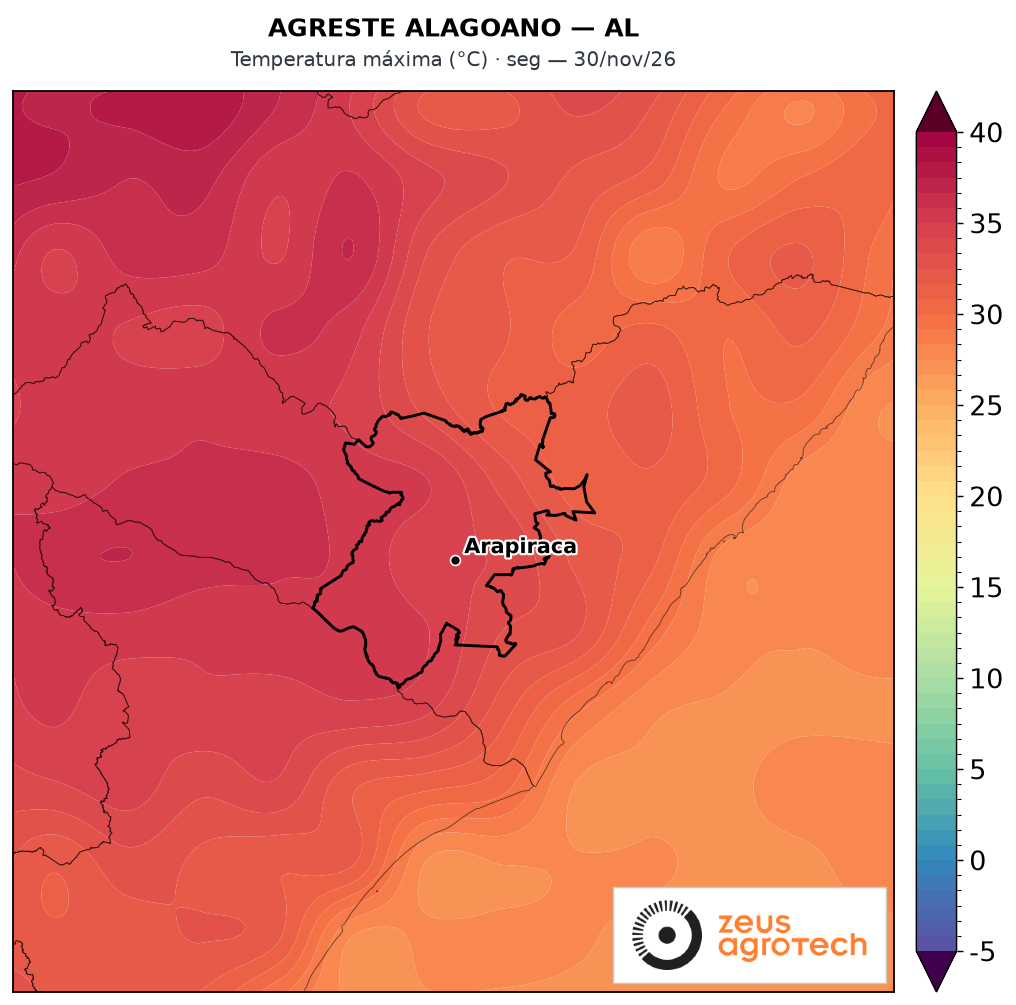 AGRESTE ALAGOANO — AL
Temperatura máxima (°C) · seg — 30/nov/26
40
35
30
25
20
15
10
5
0
-5
Arapiraca
zeus
agrotech